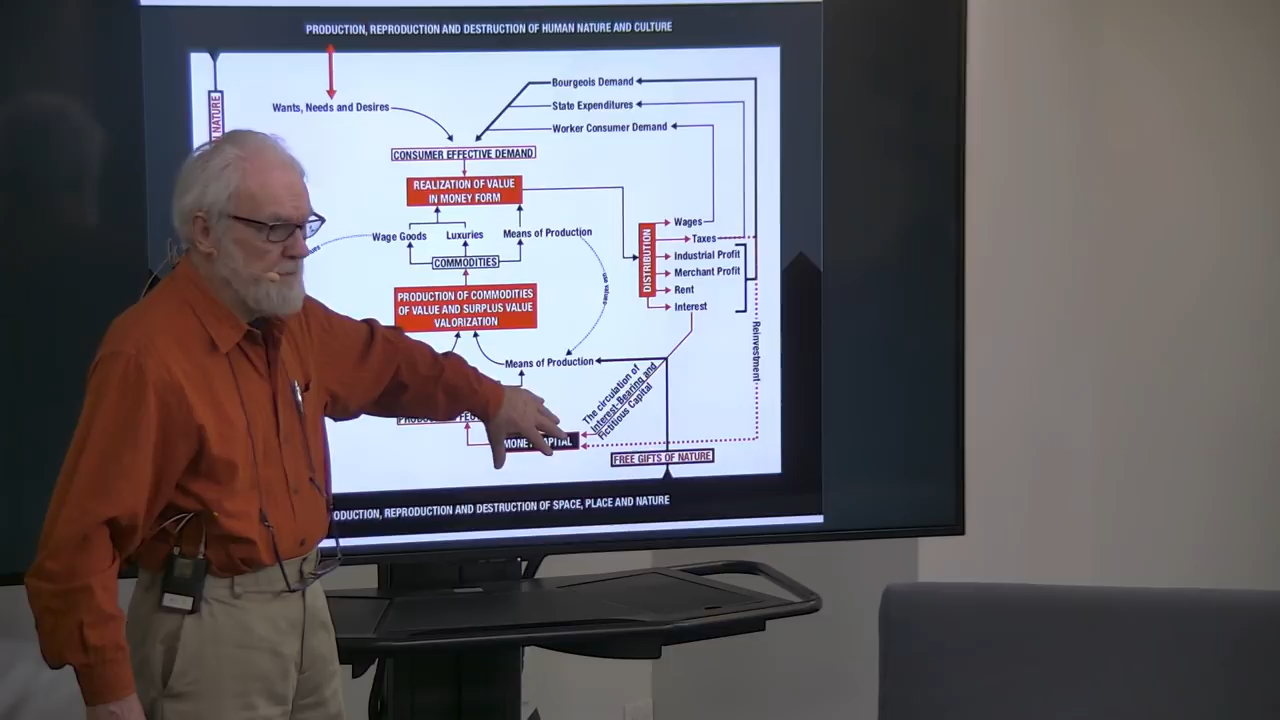 PRODUCTION, REPRODUCTION AND DESTRUCTION OF HUMAN NATURE AND CULTURE
Bourgeois Demand
NATURE
Wants, Needs and Desires
State Expenditures
Worker Consumer Demand
CONSUMER EFFECTIVE DEMAND
REALIZATION OF VALUE
IN MONEY FORM
Wage Goods
Luxuries
Means of Production
COMMODITIES
DISTRIBUTION
Wages
Taxes
Industrial Profit
Merchant Profit
Rent
Interest
PRODUCTION OF COMMODITIES
OF VALUE AND SURPLUS VALUE
VALORIZATION
use values
Reinvestment
Means of Production
The circulation of
Interest-Bearing and
Fictitious Capital
FREE GIFTS OF NATURE
REPRODUCTION AND DESTRUCTION OF SPACE, PLACE AND NATURE